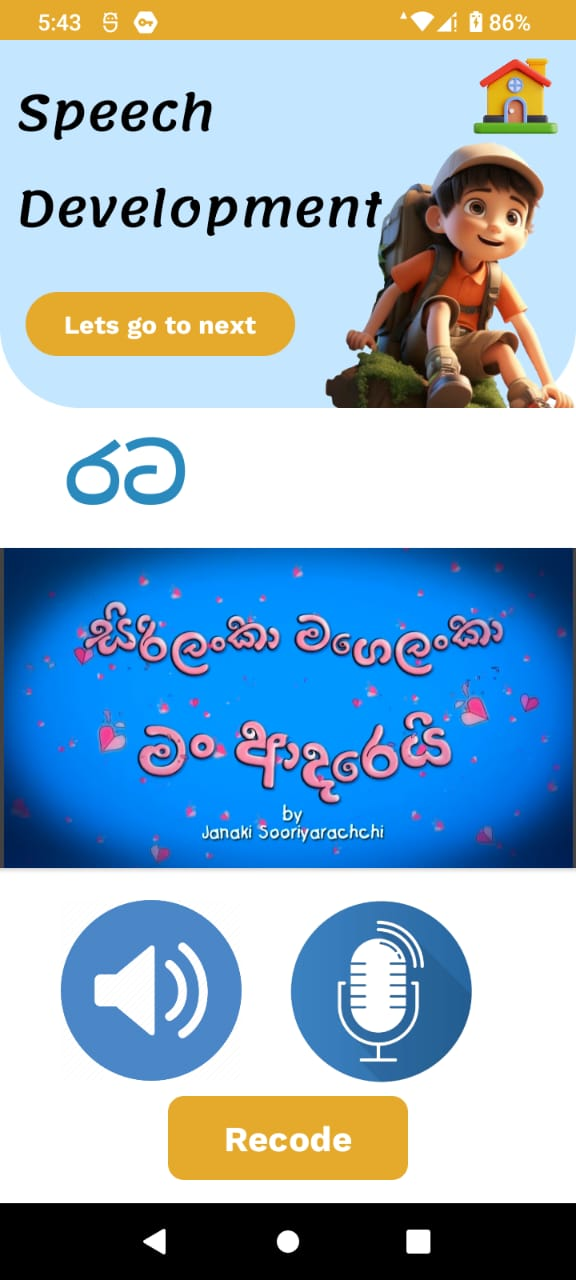 5:43
86%
Speech
Development
Lets go to next
රට
සිරිලංකා මගෙලංකා
මං ආදරෙයි
by
Janaki Sooriyarachchi
Recode